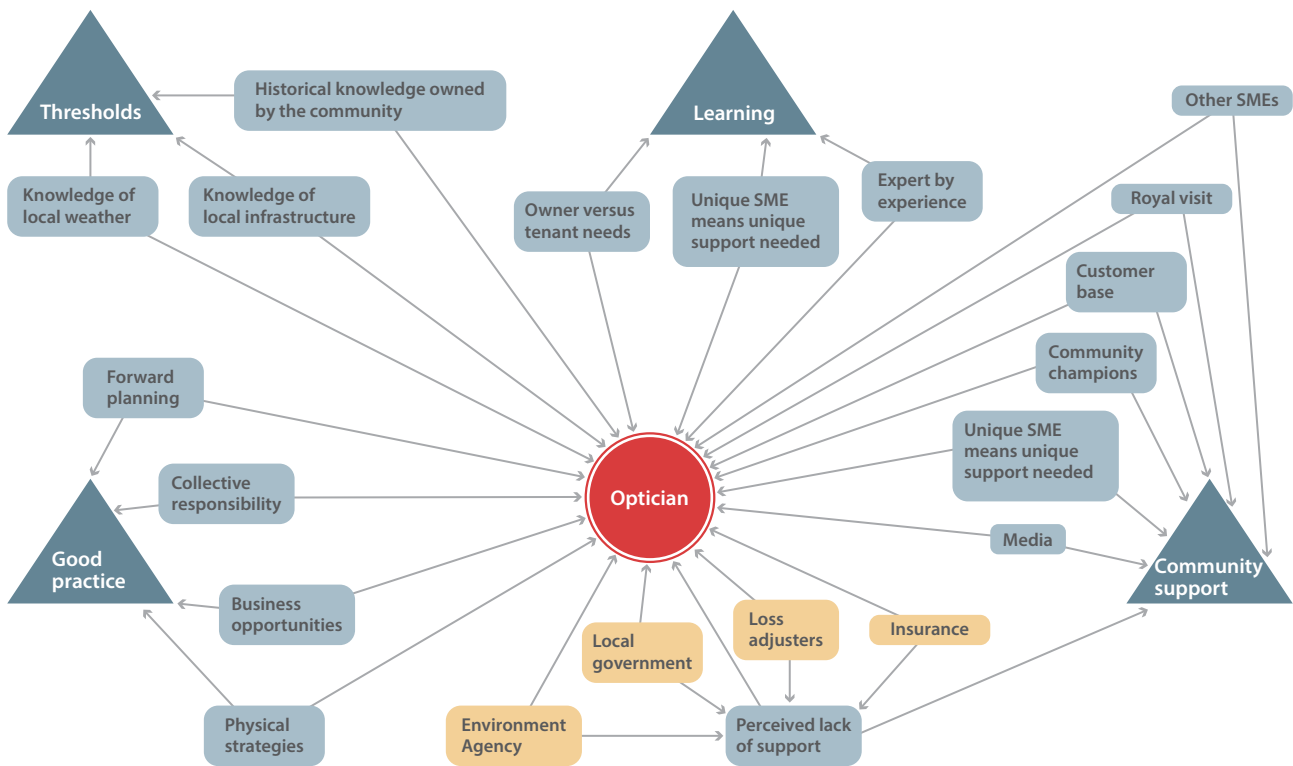 Thresholds
Historical knowledge owned
by the community
Learning
Other SMEs
Knowledge of
local weather
Knowledge of
local infrastructure
Owner versus
tenant needs
Unique SME
means unique
support needed
Expert by
experience
Royal visit
Customer
base
Community
champions
Forward
planning
Unique SME
means unique
support needed
Collective
responsibility
Optician
Media
Good
practice
Community
support
Business
opportunities
Local
government
Loss
adjusters
Insurance
Physical
strategies
Environment
Agency
Perceived lack
of support